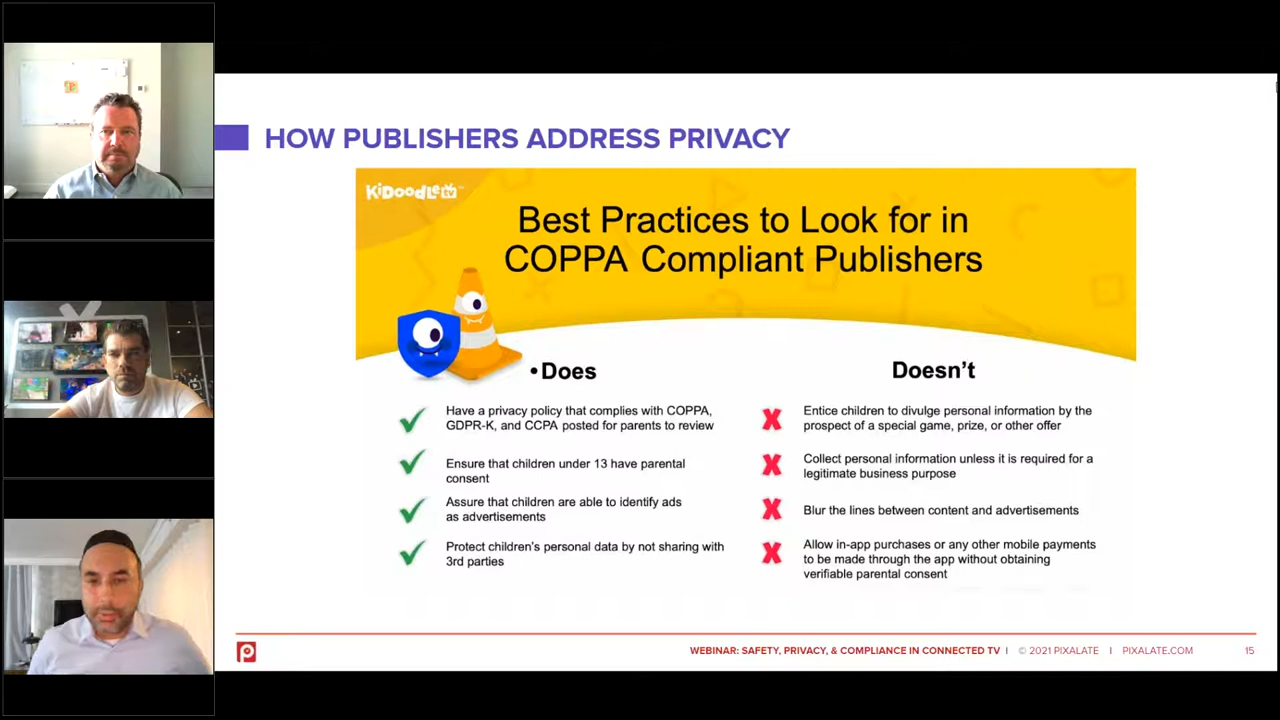 HOW PUBLISHERS ADDRESS PRIVACY
KiDoodLe TV™
Best Practices to Look for in
COPPA Compliant Publishers
•Does
Have a privacy policy that complies with COPPA,
GDPR-K, and CCPA posted for parents to review
Ensure that children under 13 have parental
consent
Assure that children are able to identify ads
as advertisements
Protect children's personal data by not sharing with
3rd parties
Doesn't
Entice children to divulge personal information by the
prospect of a special game, prize, or other offer
Collect personal information unless it is required for a
legitimate business purpose
Blur the lines between content and advertisements
Allow in-app purchases or any other mobile payments
to be made through the app without obtaining
verifiable parental consent
P
WEBINAR: SAFETY, PRIVACY, & COMPLIANCE IN CONNECTED TV I © 2021 PIXALATE I PIXALATE.COM 15